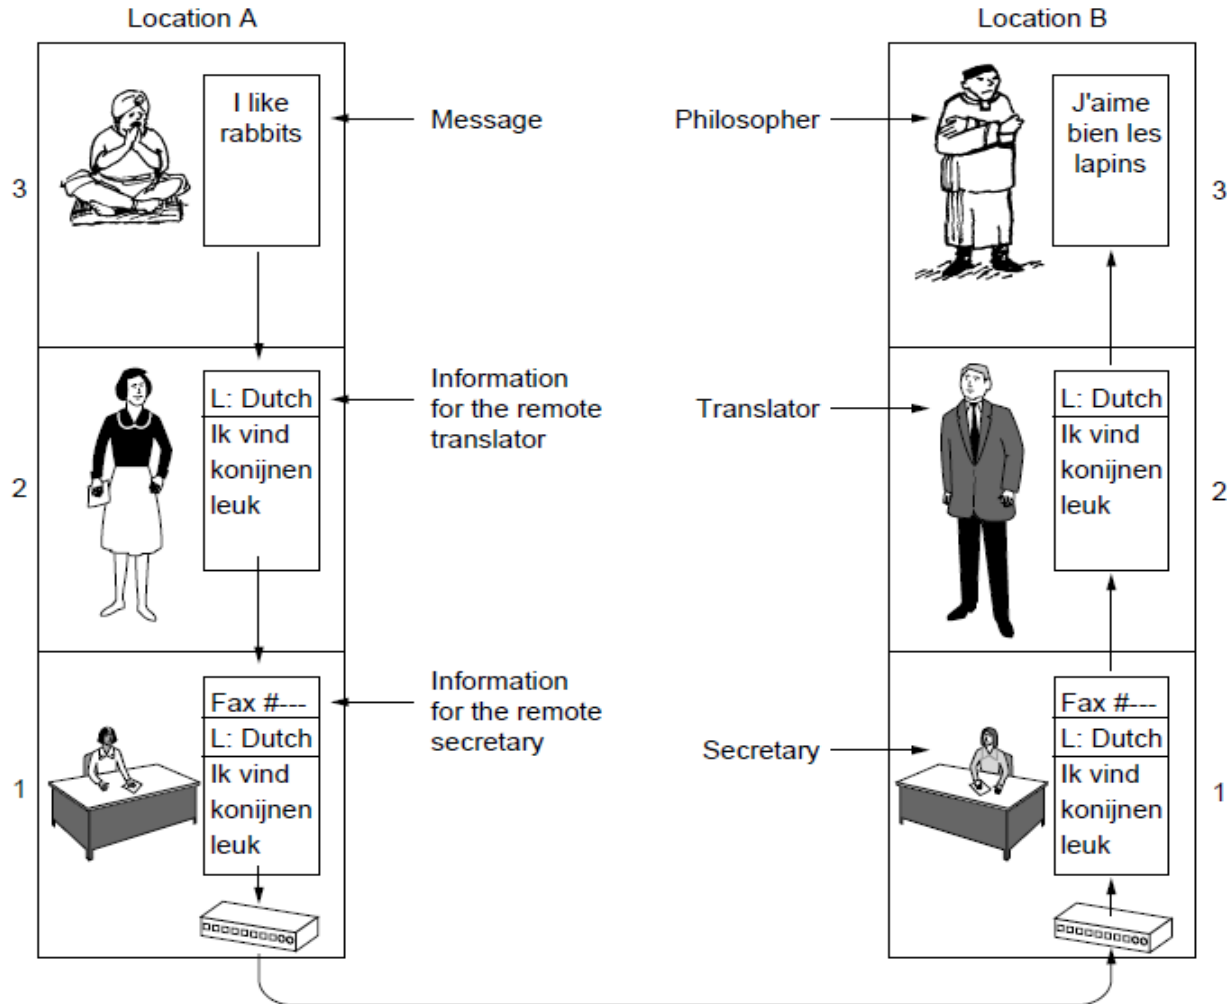 Location A
Location B
I like
rabbits
Message
Philosopher
J'aime
bien les
lapins
3
3
L: Dutch
Ik vind
konijnen
leuk
Information
for the remote
translator
Translator
L: Dutch
Ik vind
konijnen
leuk
2
2
Fax #---
L: Dutch
Ik vind
konijnen
leuk
Information
for the remote
secretary
Secretary
Fax #---
L: Dutch
Ik vind
konijnen
leuk
1
1